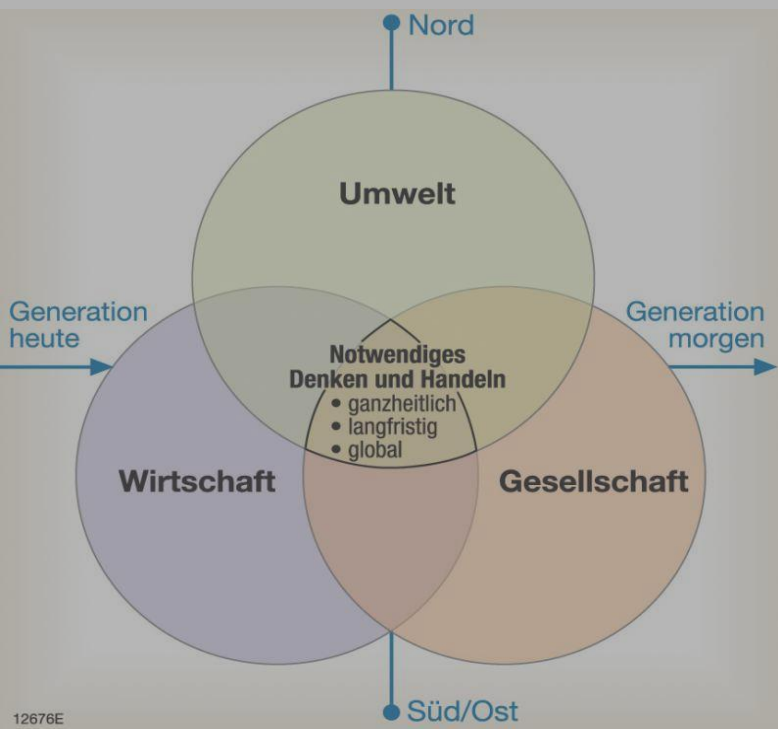 Nord
Umwelt
Generation
heute
Generation
morgen
Notwendiges
Denken und Handeln
• ganzheitlich
• langfristig
• global
Wirtschaft
Gesellschaft
Süd/Ost
12676E